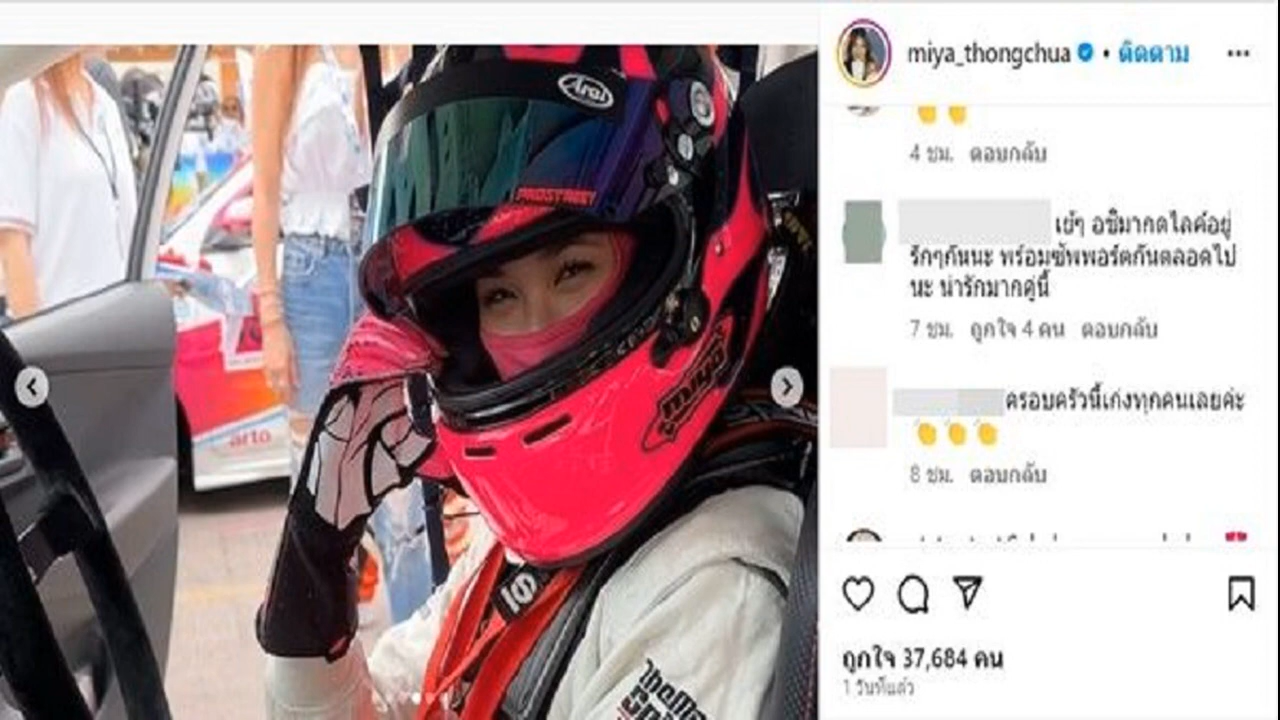 miya_thongchua • ติดตาม
4 ชม. ตอบกลับ
เย้ๆ อชิมากดไลค์อยู่
รักๆกันนะ พร้อมซัพพอร์ตกันตลอดไป
นะ น่ารักมากคู่นี้
7 ชม. ถูกใจ 4 คน ตอบกลับ
ครอบครัวนี้เก่งทุกคนเลยค่ะ
8 ชม. ตอบกลับ
ถูกใจ 37,684 คน
1 วันที่แล้ว
Arai
miya
arto